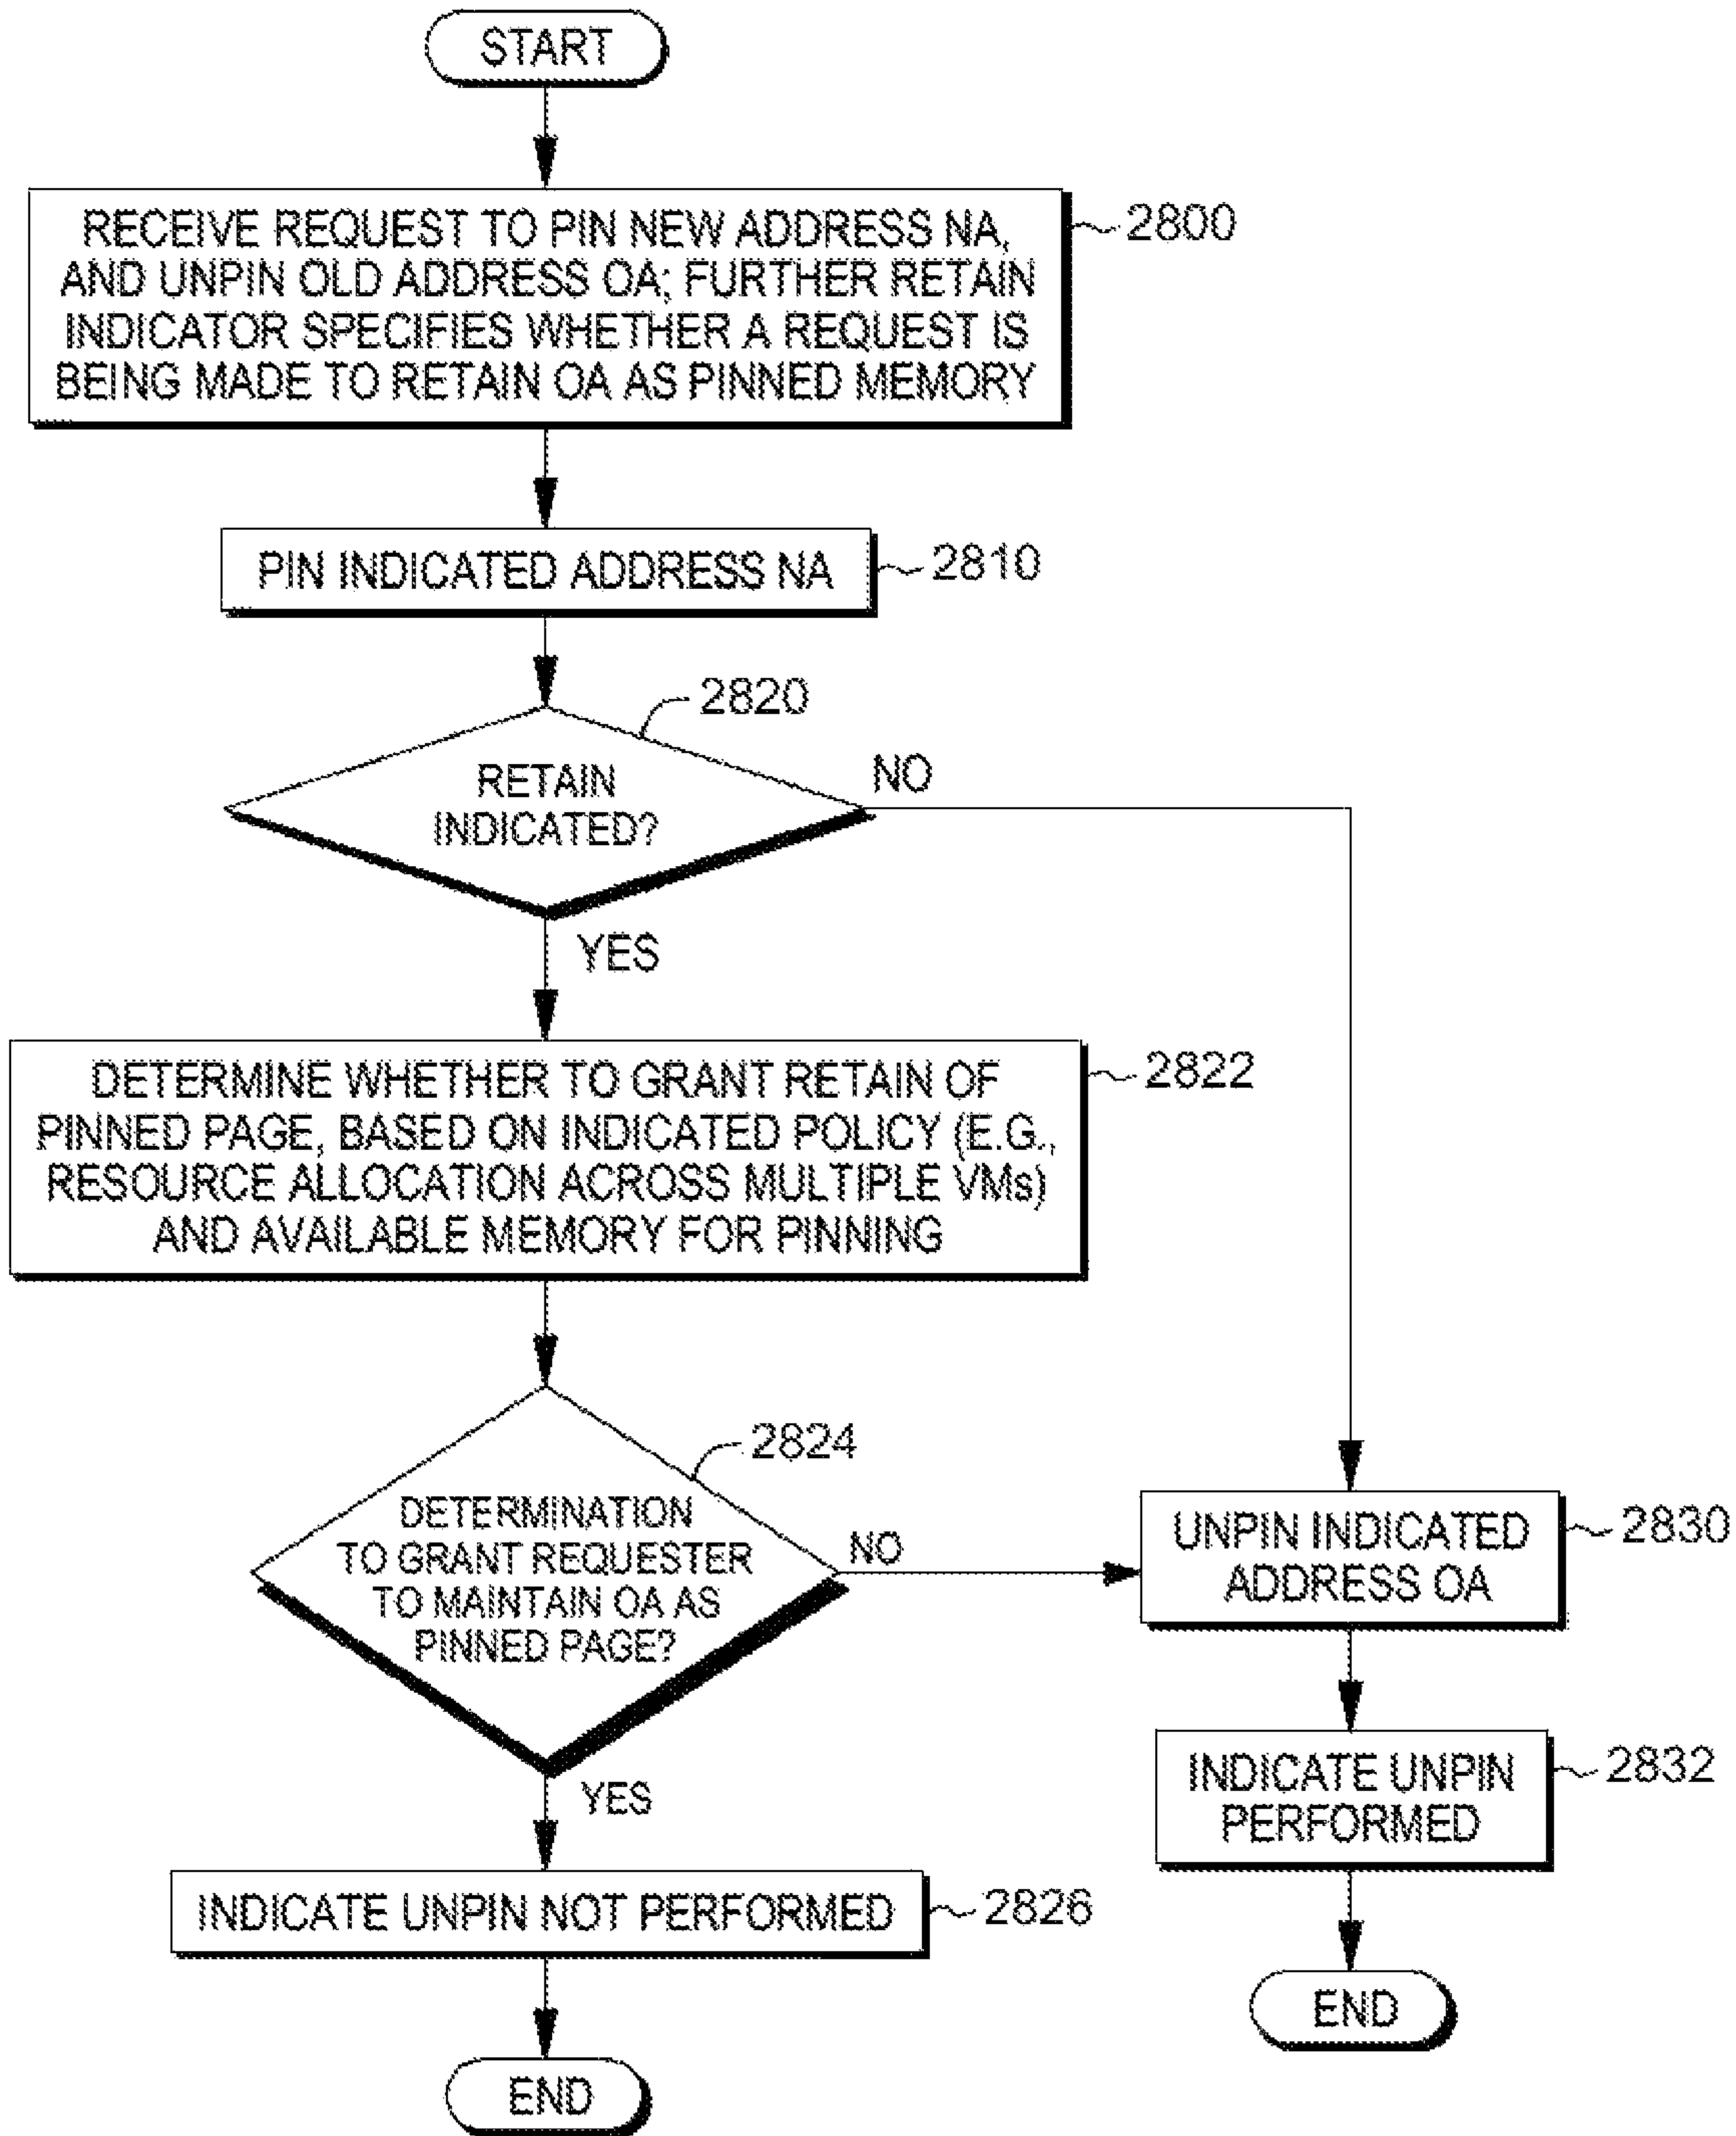 START
RECEIVE REQUEST TO PIN NEW ADDRESS NA,
AND UNPIN OLD ADDRESS OA; FURTHER RETAIN
INDICATOR SPECIFIES WHETHER A REQUEST IS
BEING MADE TO RETAIN OA AS PINNED MEMORY
2800
PIN INDICATED ADDRESS NA
2810
2820
RETAIN
INDICATED?
NO
YES
DETERMINE WHETHER TO GRANT RETAIN OF
PINNED PAGE, BASED ON INDICATED POLICY (E.G.,
RESOURCE ALLOCATION ACROSS MULTIPLE VMs)
AND AVAILABLE MEMORY FOR PINNING
2822
2824
DETERMINATION
TO GRANT REQUESTER
TO MAINTAIN OA AS
PINNED PAGE?
NO
YES
UNPIN INDICATED
ADDRESS OA
2830
INDICATE UNPIN
PERFORMED
2832
INDICATE UNPIN NOT PERFORMED
2826
END
END